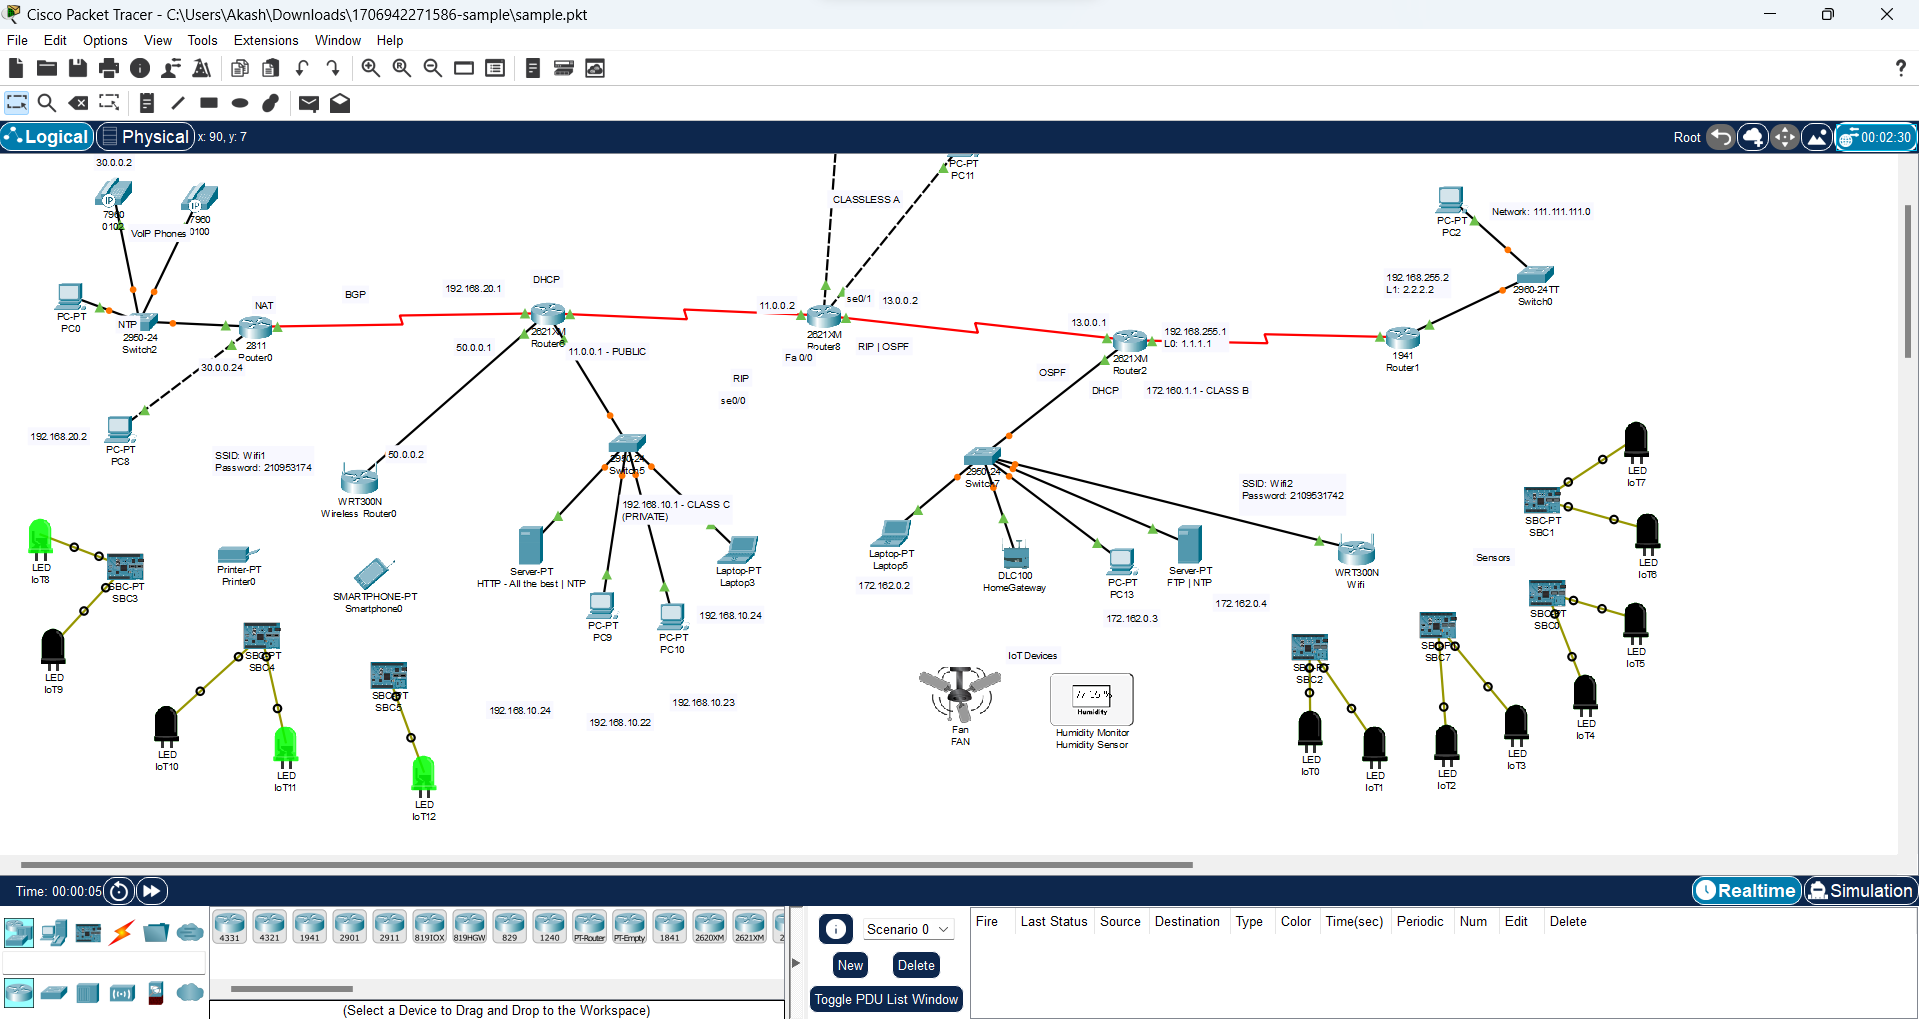 Cisco Packet Tracer - C:\Users\Akash\Downloads\1706942271586-sample\sample.pkt
File Edit Options View Tools Extensions Window Help
?
Logical Physical x: 90, y: 7
Root 00:02:30
30.0.0.2
IP
7960
0102
IP
7960
0100
VoIP Phones
PC-PT
PC0
NTP
2950-24
Switch2
NAT
2811
Router0
BGP
30.0.0.24
192.168.20.2
PC-PT
PC8
192.168.20.1
DHCP
2621XM
Router6
50.0.0.1
11.0.0.1 - PUBLIC
50.0.0.2
SSID: Wifi1
Password: 210953174
WRT300N
Wireless Router0
CLASSLESS A
PC-PT
PC11
11.0.0.2
se0/1
13.0.0.2
2621XM
Router8
Fa 0/0
RIP | OSPF
RIP
se0/0
13.0.0.1
2621XM
Router2
192.168.255.1
L0: 1.1.1.1
OSPF
DHCP
172.160.1.1 - CLASS B
PC-PT
PC2
Network: 111.111.111.0
192.168.255.2
L1: 2.2.2.2
2960-24TT
Switch0
1941
Router1
2950-24
Switch5
192.168.10.1 - CLASS C
(PRIVATE)
Server-PT
HTTP - All the best | NTP
PC-PT
PC9
PC-PT
PC10
Laptop-PT
Laptop3
192.168.10.24
192.168.10.24
192.168.10.22
192.168.10.23
2950-24
Switch7
Laptop-PT
Laptop5
172.162.0.2
DLC100
HomeGateway
PC-PT
PC13
172.162.0.3
Server-PT
FTP | NTP
172.162.0.4
SSID: Wifi2
Password: 2109531742
WRT300N
Wifi
Sensors
LED
IoT8
SBC-PT
SBC3
LED
IoT9
Printer-PT
Printer0
SMARTPHONE-PT
Smartphone0
SBC-PT
SBC4
LED
IoT10
LED
IoT11
SBC-PT
SBC5
LED
IoT12
IoT Devices
Fan
FAN
Humidity
Humidity Monitor
Humidity Sensor
SBC-PT
SBC2
LED
IoT0
LED
IoT1
SBC-PT
SBC7
LED
IoT2
LED
IoT3
SBC-PT
SBC1
LED
IoT7
LED
IoT6
SBC-PT
SBC0
LED
IoT5
LED
IoT4
Time: 00:00:05
Realtime Simulation
4331 4321 1941 2901 2911 819IOX 819HGW 829 1240 PT-Router PT-Empty 1841 2620XM 2621XM 2
(Select a Device to Drag and Drop to the Workspace)
Scenario 0
New Delete
Toggle PDU List Window
Fire Last Status Source Destination Type Color Time(sec) Periodic Num Edit Delete